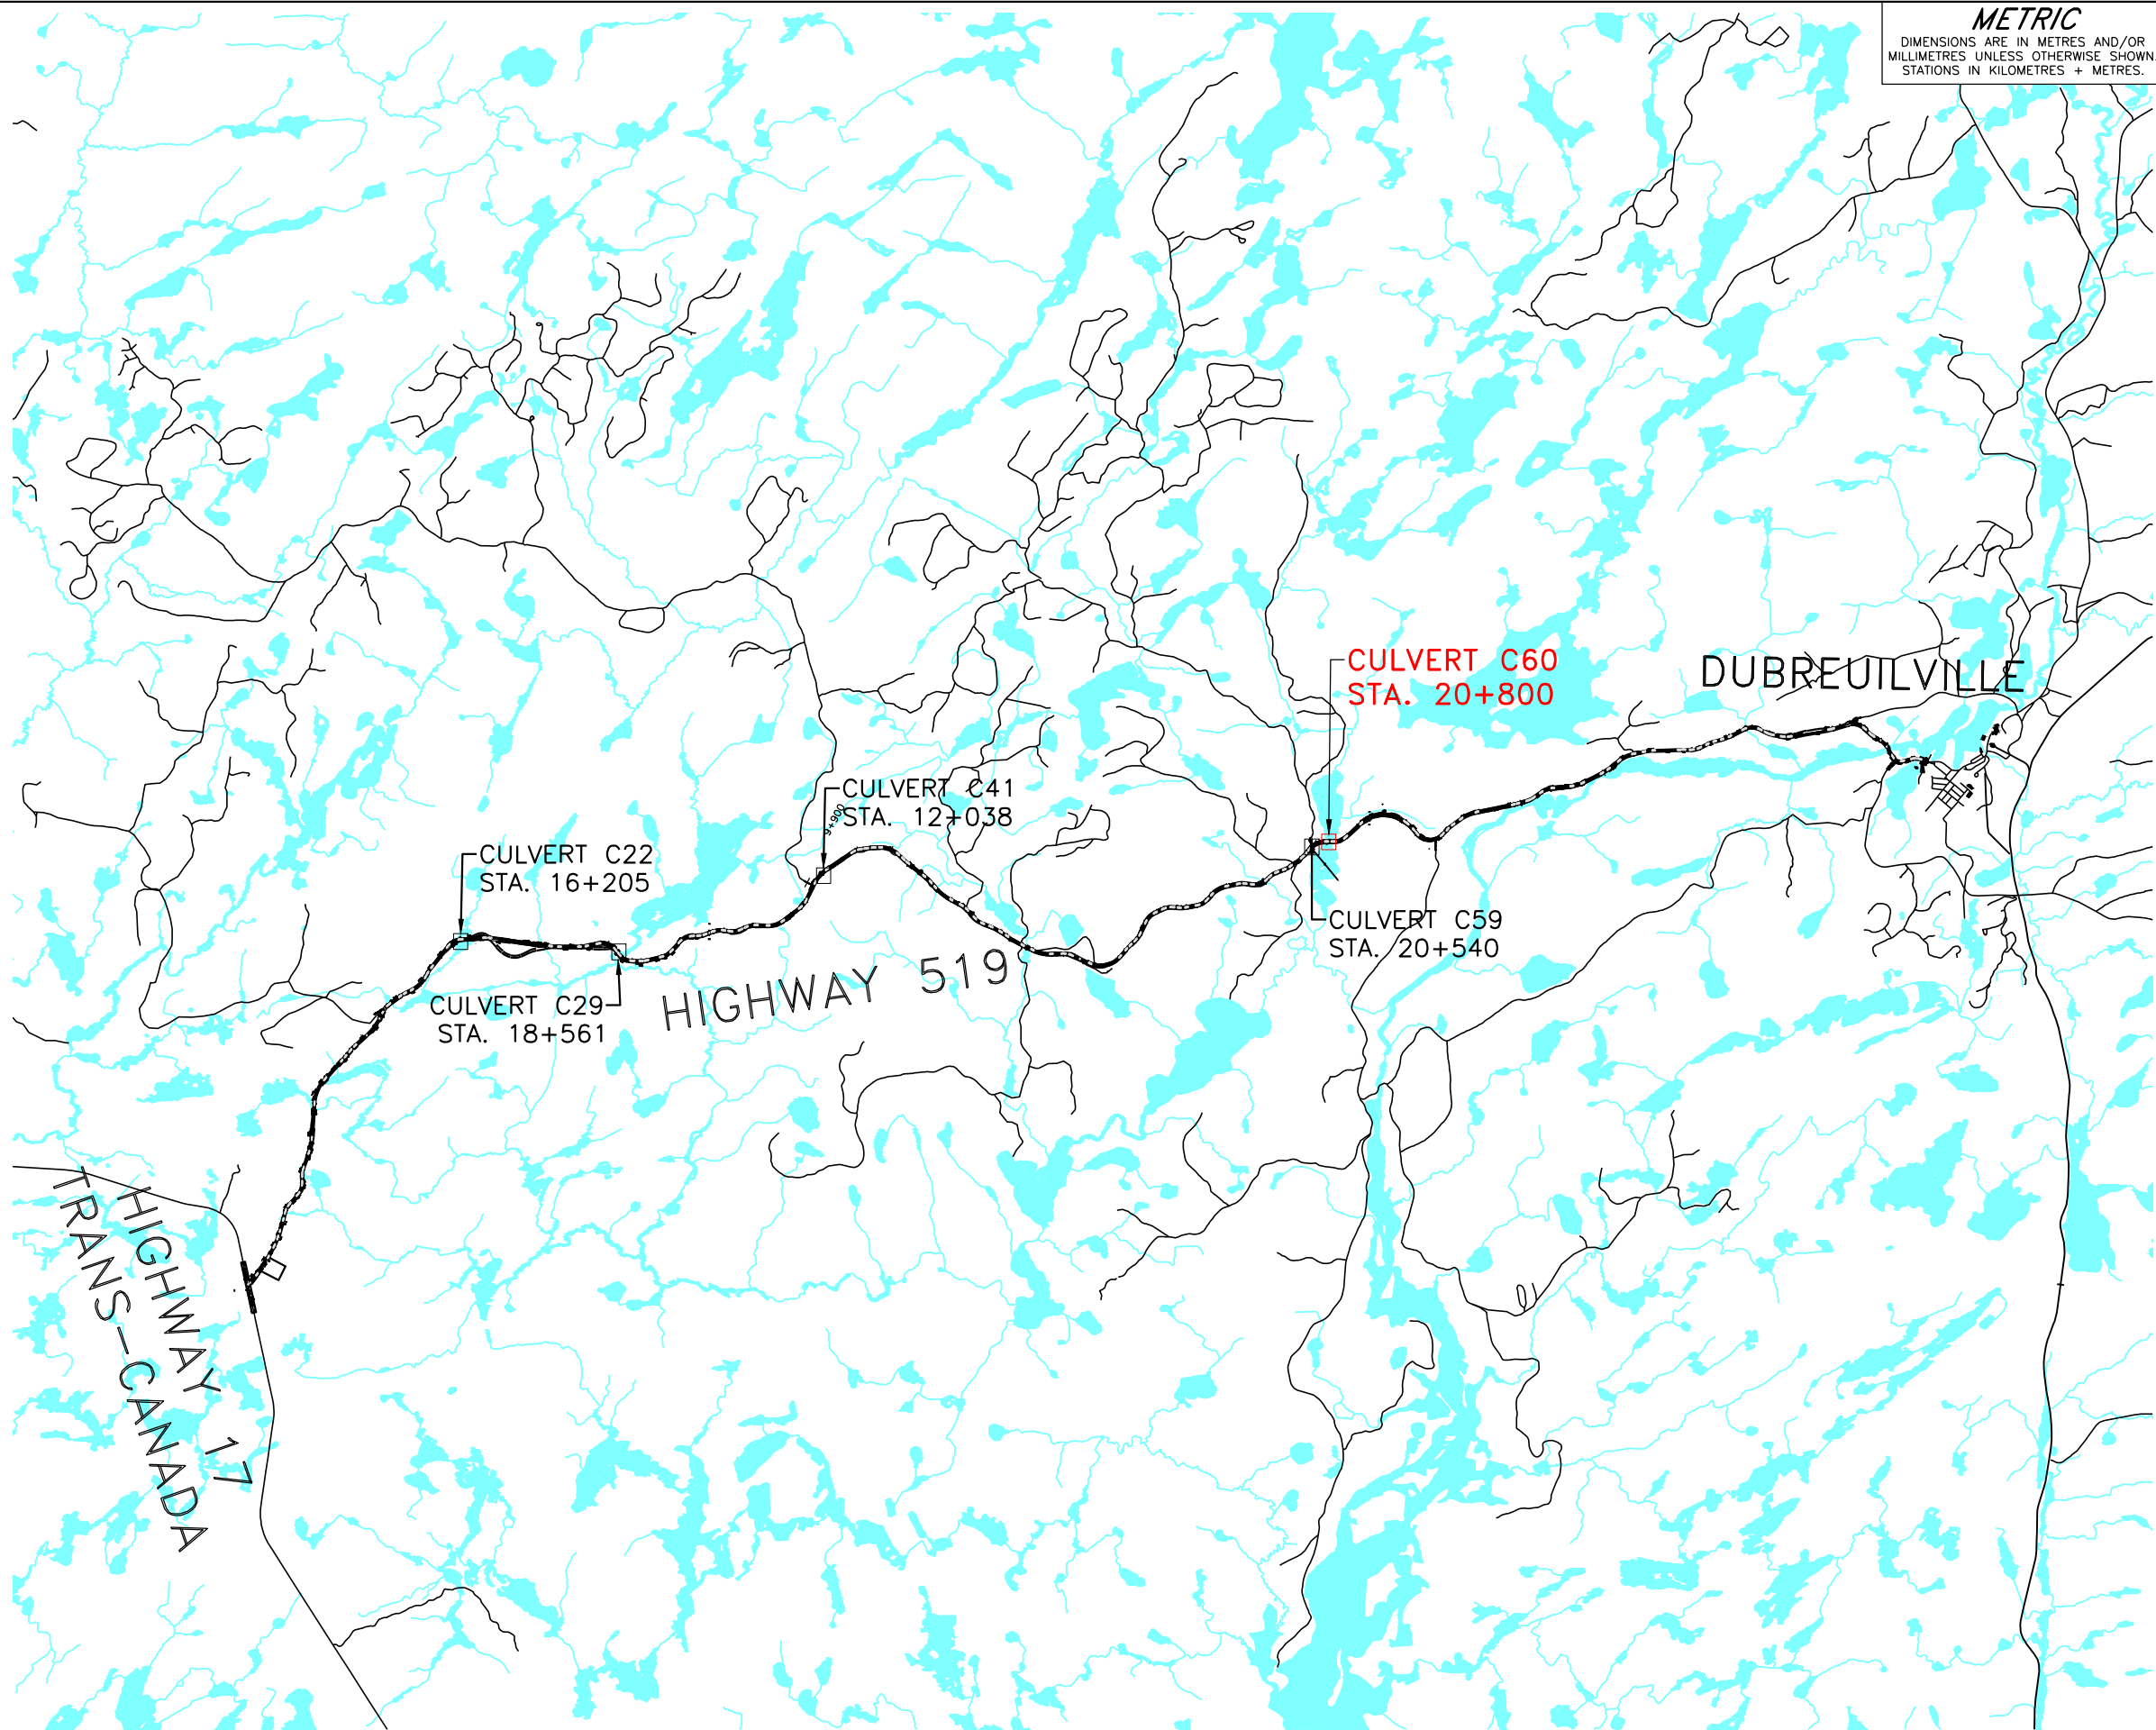 METRIC
DIMENSIONS ARE IN METRES AND/OR
MILLIMETRES UNLESS OTHERWISE SHOWN
STATIONS IN KILOMETRES + METRES.
CULVERT C60
STA. 20+800
DUBREUILVILLE
CULVERT C41
STA. 12+038
9+900
CULVERT C22
STA. 16+205
CULVERT C59
STA. 20+540
CULVERT C29
STA. 18+561
HIGHWAY 519
HIGHWAY 17
TRANS-CANADA